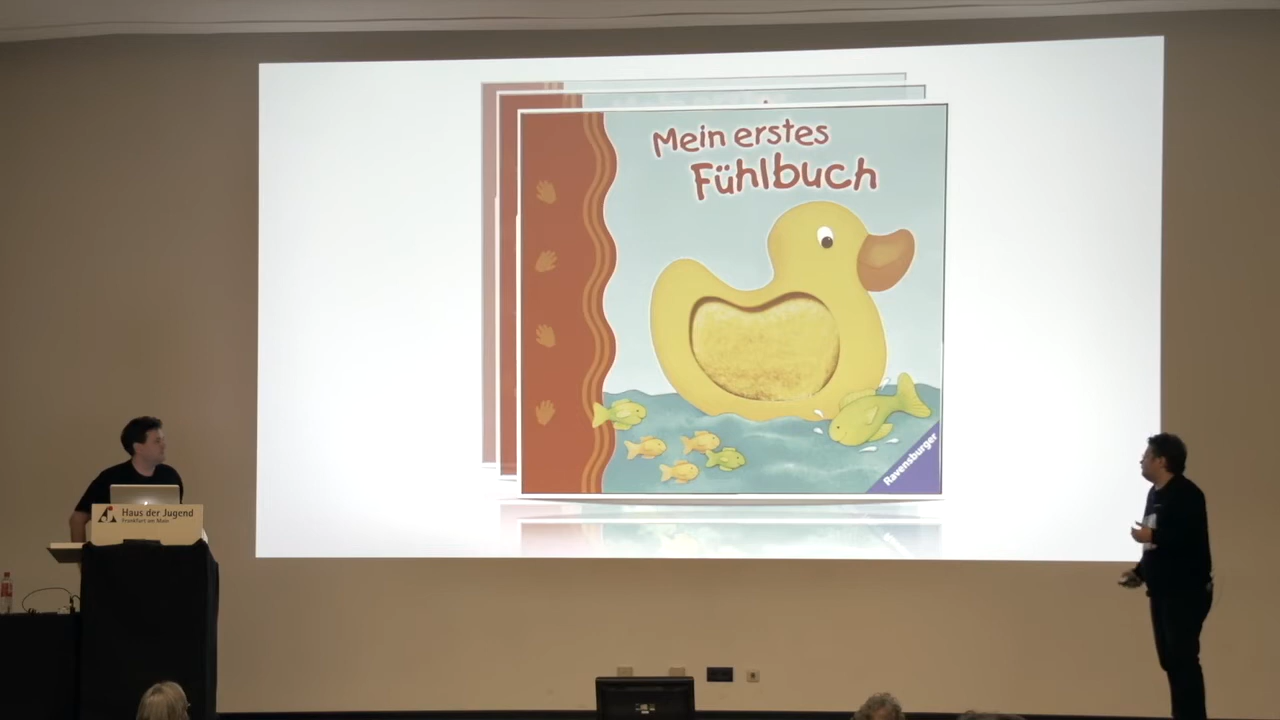 Mein erstes
Fühlbuch
Ravensburger
Haus der Jugend
Frankfurt am Main